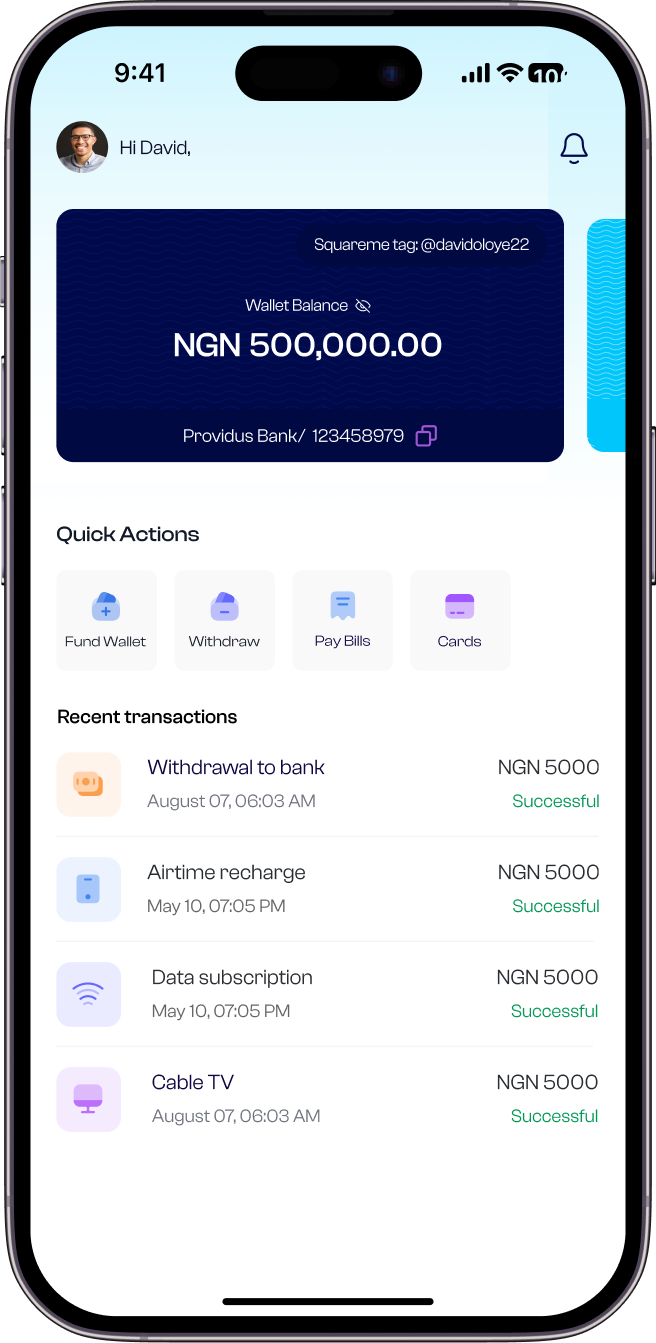 9:41
Hi David,
Squareme tag: @davidoloye22
Wallet Balance
NGN 500,000.00
Providus Bank/ 123458979
Quick Actions
Fund Wallet
Withdraw
Pay Bills
Cards
Recent transactions
Withdrawal to bank NGN 5000
August 07, 06:03 AM Successful
Airtime recharge NGN 5000
May 10, 07:05 PM Successful
Data subscription NGN 5000
May 10, 07:05 PM Successful
Cable TV NGN 5000
August 07, 06:03 AM Successful